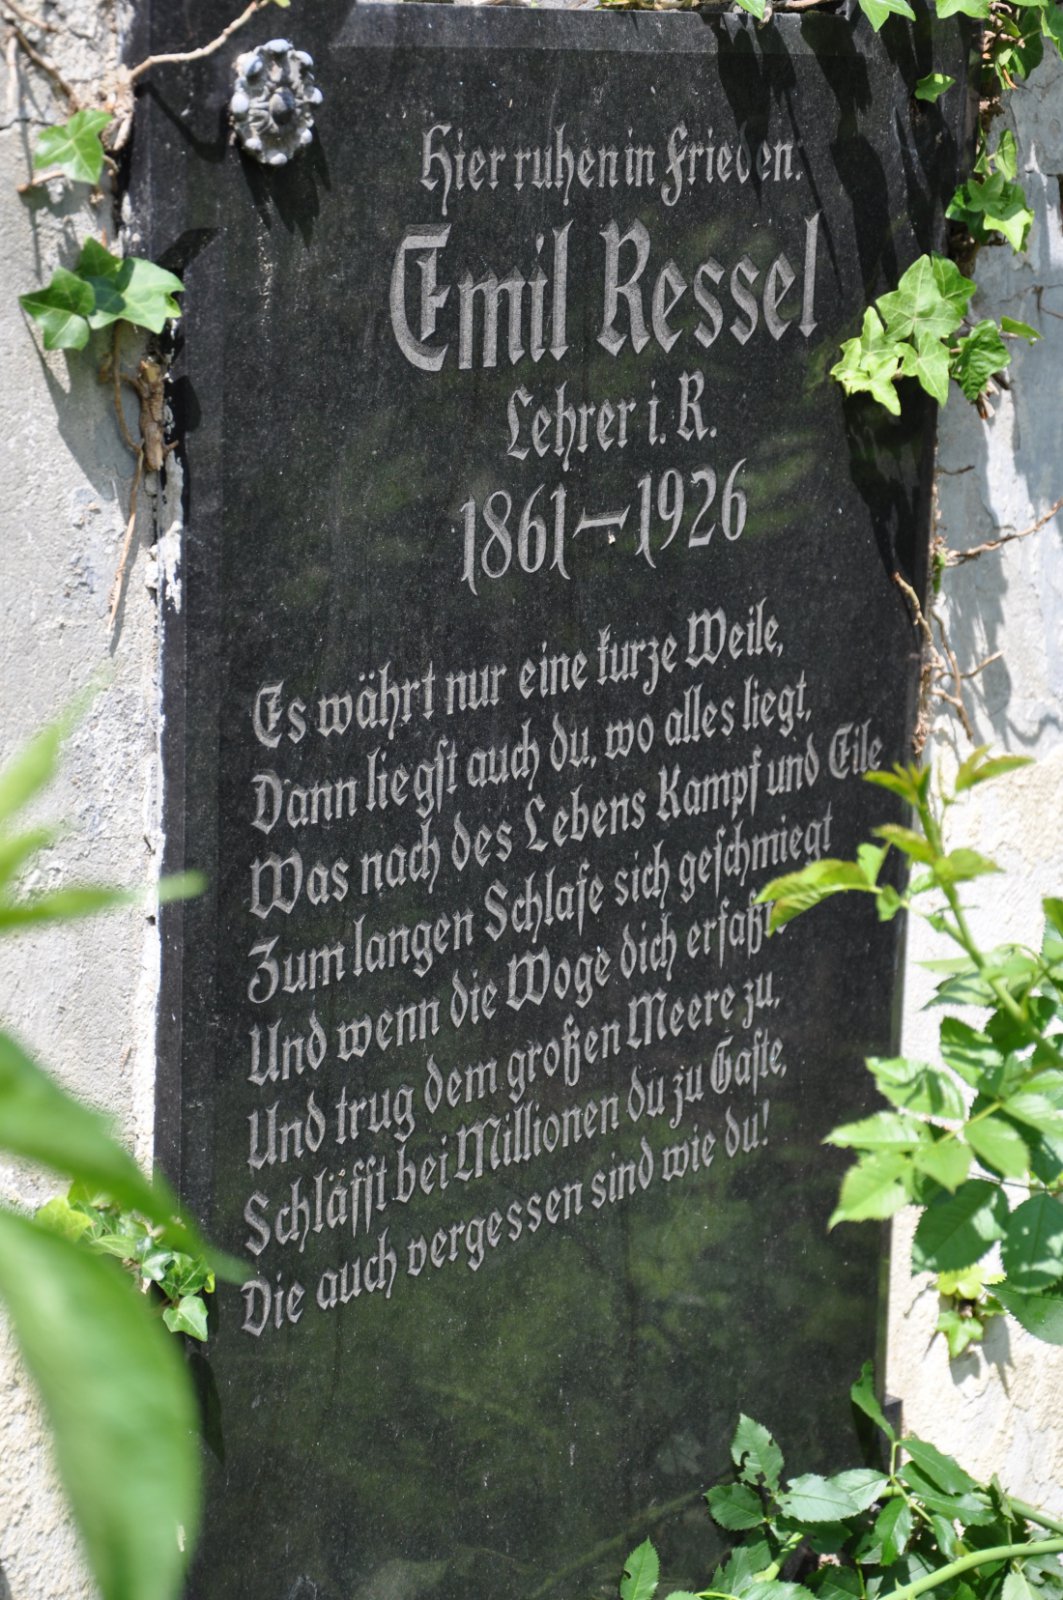 Hier ruhen in Frieden:
Emil Ressel
Lehrer i. R.
1861–1926
Es währt nur eine kurze Weile,
Dann liegst auch du, wo alles liegt,
Was nach des Lebens Kampf und Eile
Zum langen Schlafe sich geschmiegt
Und wenn die Woge dich erfaßte
Und trug dem großen Meere zu,
Schläfst bei Millionen du zu Gaste,
Die auch vergessen sind wie du!